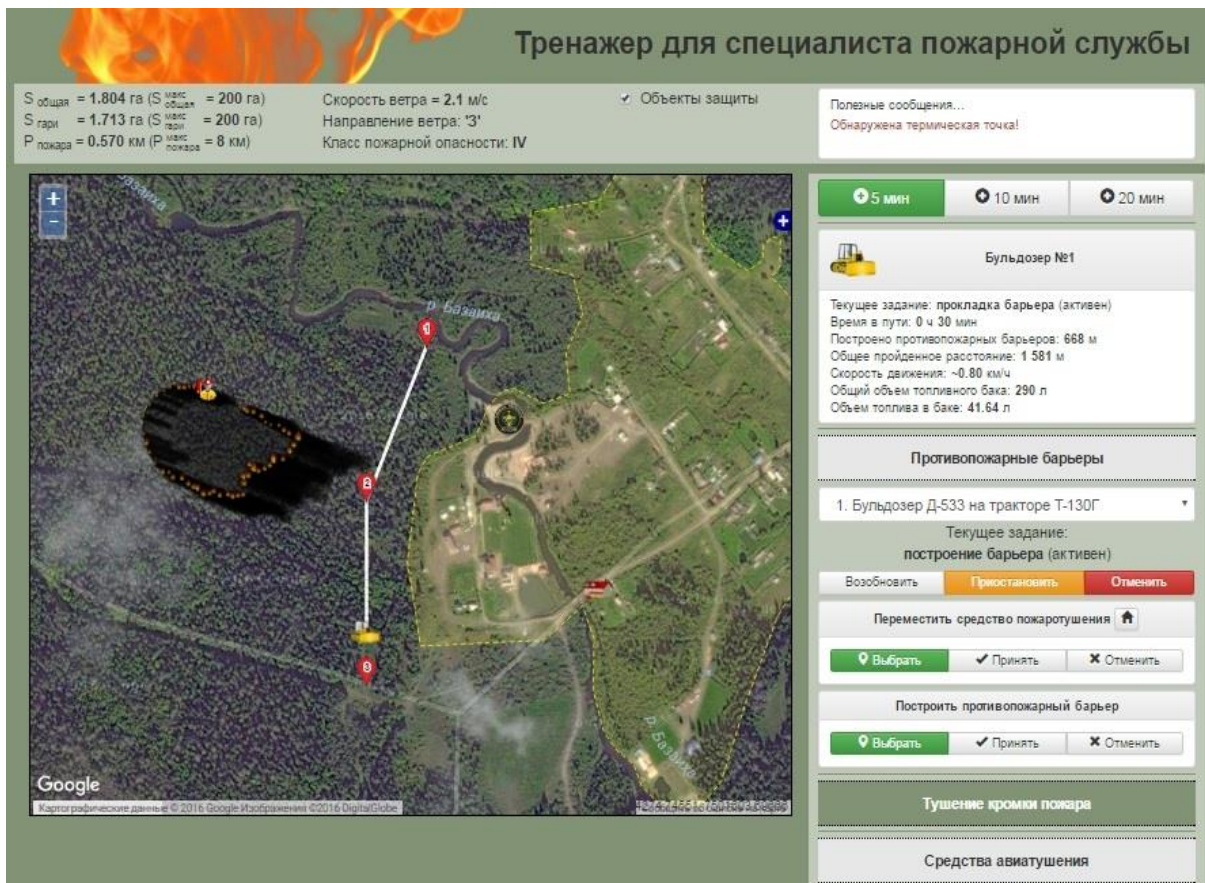 Тренажер для специалиста пожарной службы
S общая = 1.804 га (S макс общая = 200 га)
S гари = 1.713 га (S макс гари = 200 га)
P пожара = 0.570 км (P макс пожара = 8 км)
Скорость ветра = 2.1 м/с
Направление ветра: 'З'
Класс пожарной опасности: IV
Объекты защиты
Полезные сообщения...
Обнаружена термическая точка!
Базаиха
р. Базаиха
1
2
3
р. Базаиха
Google
Картографические данные © 2016 Google Изображения ©2016 DigitalGlobe
5 мин
10 мин
20 мин
Бульдозер №1
Текущее задание: прокладка барьера (активен)
Время в пути: 0 ч 30 мин
Построено противопожарных барьеров: 668 м
Общее пройденное расстояние: 1 581 м
Скорость движения: ~0.80 км/ч
Общий объем топливного бака: 290 л
Объем топлива в баке: 41.64 л
Противопожарные барьеры
1. Бульдозер Д-533 на тракторе Т-130Г
Текущее задание:
построение барьера (активен)
Возобновить
Приостановить
Отменить
Переместить средство пожаротушения
Выбрать
Принять
Отменить
Построить противопожарный барьер
Выбрать
Принять
Отменить
Тушение кромки пожара
Средства авиатушения